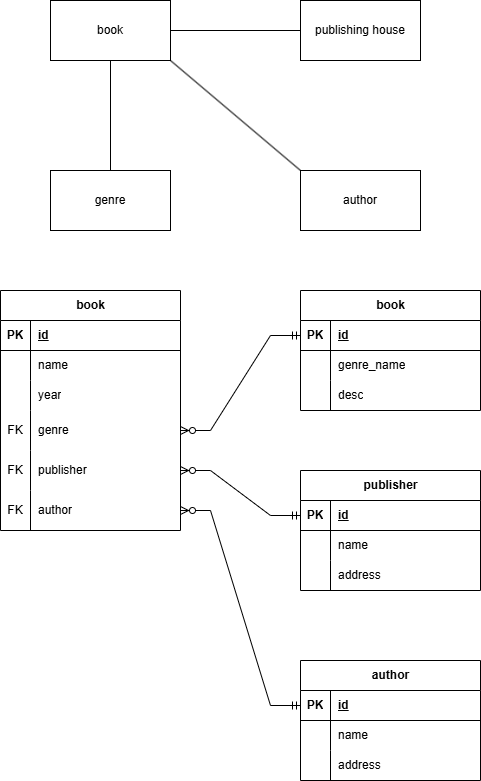 book
publishing house
genre
author
book
PK id
name
year
FK genre
FK publisher
FK author
book
PK id
genre_name
desc
publisher
PK id
name
address
author
PK id
name
address